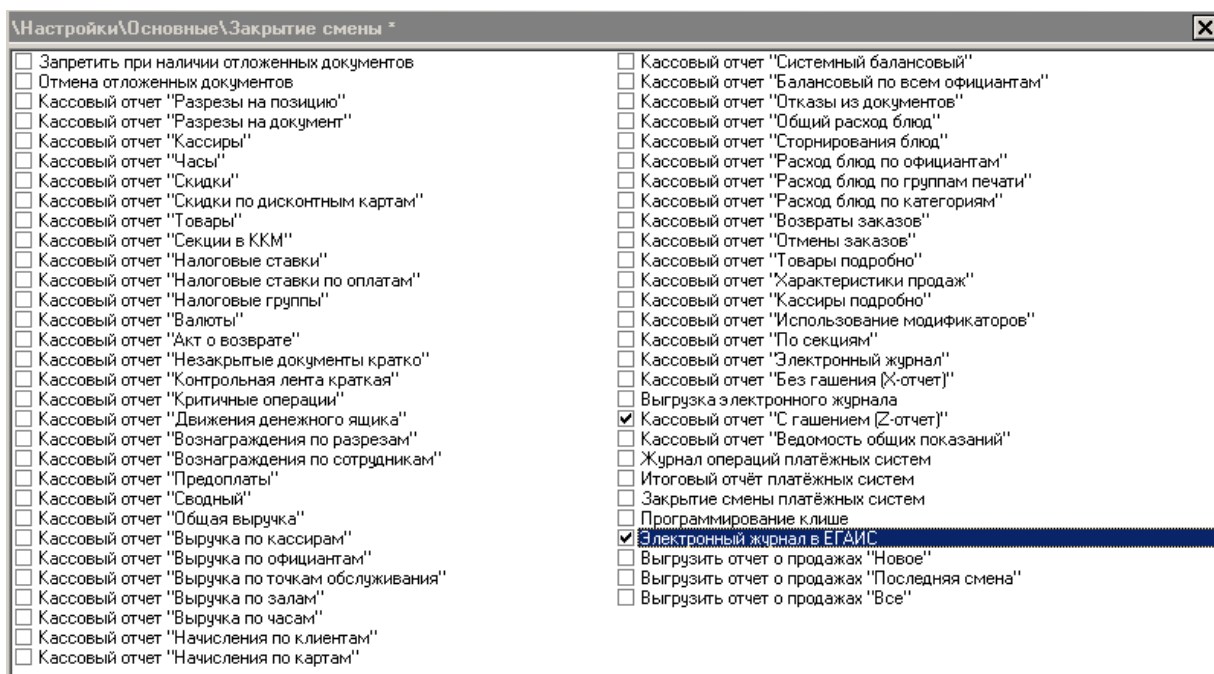 \Настройки\Основные\Закрытие смены *
Запретить при наличии отложенных документов
Отмена отложенных документов
Кассовый отчет "Разрезы на позицию"
Кассовый отчет "Разрезы на документ"
Кассовый отчет "Кассиры"
Кассовый отчет "Часы"
Кассовый отчет "Скидки"
Кассовый отчет "Скидки по дисконтным картам"
Кассовый отчет "Товары"
Кассовый отчет "Секции в ККМ"
Кассовый отчет "Налоговые ставки"
Кассовый отчет "Налоговые ставки по оплатам"
Кассовый отчет "Налоговые группы"
Кассовый отчет "Валюты"
Кассовый отчет "Акт о возврате"
Кассовый отчет "Незакрытые документы кратко"
Кассовый отчет "Контрольная лента краткая"
Кассовый отчет "Критичные операции"
Кассовый отчет "Движения денежного ящика"
Кассовый отчет "Вознаграждения по разрезам"
Кассовый отчет "Вознаграждения по сотрудникам"
Кассовый отчет "Предоплаты"
Кассовый отчет "Сводный"
Кассовый отчет "Общая выручка"
Кассовый отчет "Выручка по кассирам"
Кассовый отчет "Выручка по официантам"
Кассовый отчет "Выручка по точкам обслуживания"
Кассовый отчет "Выручка по залам"
Кассовый отчет "Выручка по часам"
Кассовый отчет "Начисления по клиентам"
Кассовый отчет "Начисления по картам"
Кассовый отчет "Системный балансовый"
Кассовый отчет "Балансовый по всем официантам"
Кассовый отчет "Отказы из документов"
Кассовый отчет "Общий расход блюд"
Кассовый отчет "Сторнирования блюд"
Кассовый отчет "Расход блюд по официантам"
Кассовый отчет "Расход блюд по группам печати"
Кассовый отчет "Расход блюд по категориям"
Кассовый отчет "Возвраты заказов"
Кассовый отчет "Отмены заказов"
Кассовый отчет "Товары подробно"
Кассовый отчет "Характеристики продаж"
Кассовый отчет "Кассиры подробно"
Кассовый отчет "Использование модификаторов"
Кассовый отчет "По секциям"
Кассовый отчет "Электронный журнал"
Кассовый отчет "Без гашения (X-отчет)"
Выгрузка электронного журнала
Кассовый отчет "С гашением (Z-отчет)"
Кассовый отчет "Ведомость общих показаний"
Журнал операций платёжных систем
Итоговый отчёт платёжных систем
Закрытие смены платёжных систем
Программирование клише
Электронный журнал в ЕГАИС
Выгрузить отчет о продажах "Новое"
Выгрузить отчет о продажах "Последняя смена"
Выгрузить отчет о продажах "Все"